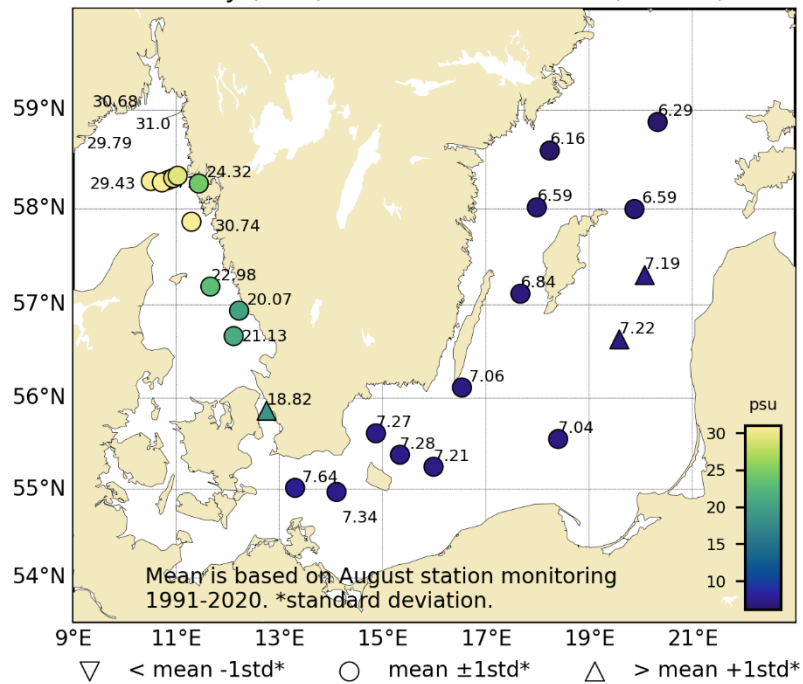 59°N
58°N
57°N
56°N
55°N
54°N
30.68
31.0
29.79
29.43
24.32
30.74
22.98
20.07
21.13
18.82
6.29
6.16
6.59
6.59
7.19
6.84
7.22
7.06
7.27
7.28
7.21
7.04
7.64
7.34
psu
30
25
20
15
10
Mean is based on August station monitoring
1991-2020. *standard deviation.
9°E 11°E 13°E 15°E 17°E 19°E 21°E
< mean -1std* mean ±1std* > mean +1std*